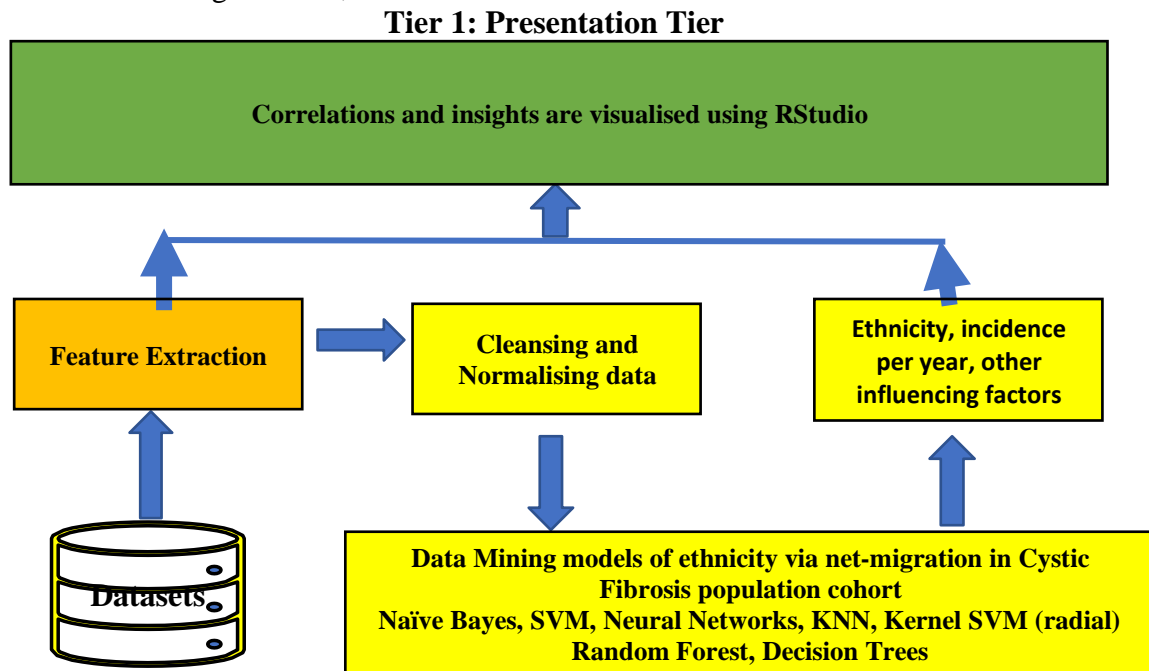 Tier 1: Presentation Tier
Correlations and insights are visualised using RStudio
Feature Extraction
Cleansing and
Normalising data
Ethnicity, incidence
per year, other
influencing factors
Datasets
Data Mining models of ethnicity via net-migration in Cystic
Fibrosis population cohort
Naïve Bayes, SVM, Neural Networks, KNN, Kernel SVM (radial)
Random Forest, Decision Trees